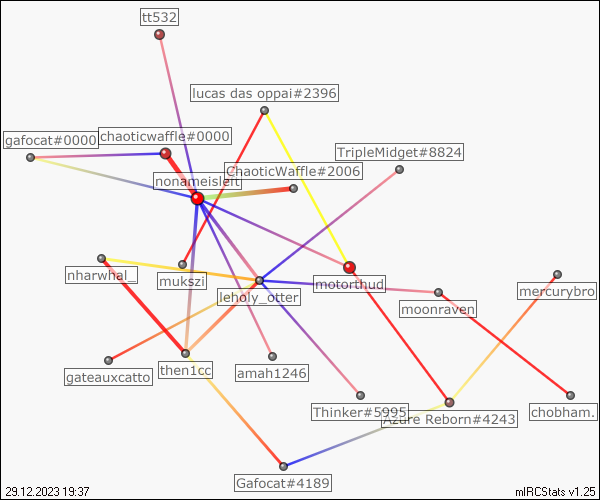 tt532
lucas das oppai#2396
chaoticwaffle#0000
gafocat#0000
TripleMidget#8824
ChaoticWaffle#2006
nonameisleft
nharwhal_
mukszi
motorthud
mercurybro
leholy_otter
moonraven
then1cc
amah1246
gateauxcatto
Thinker#5995
Azure Reborn#4243
chobham.
Gafocat#4189
29.12.2023 19:37
mIRCStats v1.25